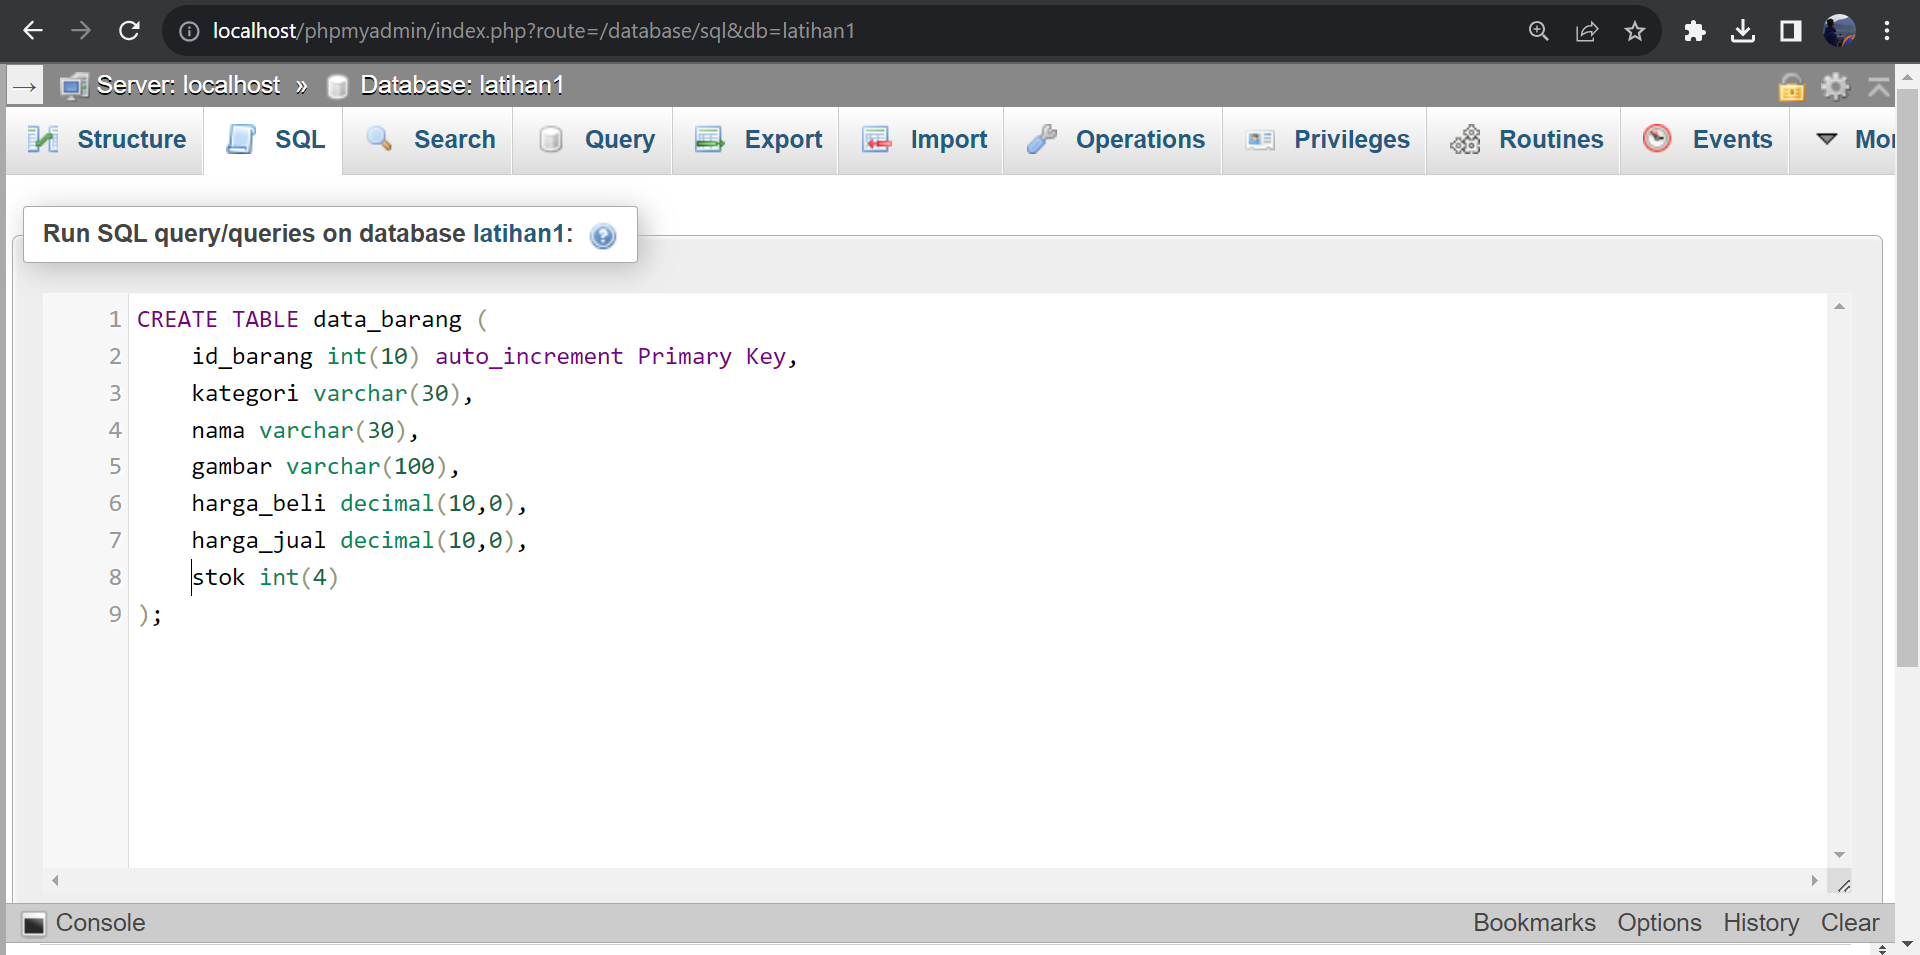 localhost/phpmyadmin/index.php?route=/database/sql&db=latihan1
Server: localhost » Database: latihan1
Structure SQL Search Query Export Import Operations Privileges Routines Events
Run SQL query/queries on database latihan1:
1 CREATE TABLE data_barang (
2 id_barang int(10) auto_increment Primary Key,
3 kategori varchar(30),
4 nama varchar(30),
5 gambar varchar(100),
6 harga_beli decimal(10,0),
7 harga_jual decimal(10,0),
8 stok int(4)
9 );
Console Bookmarks Options History Clear